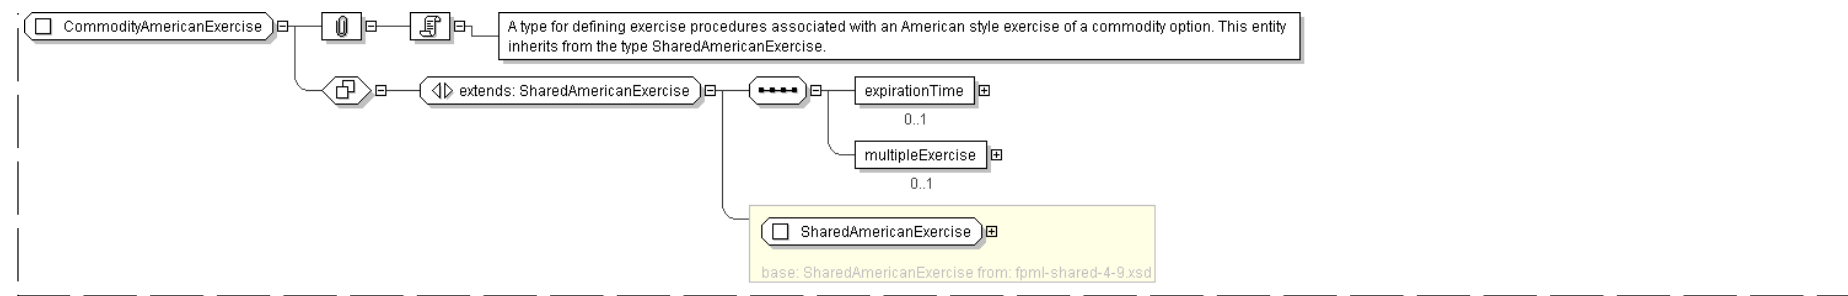 CommodityAmericanExercise
A type for defining exercise procedures associated with an American style exercise of a commodity option. This entity
inherits from the type SharedAmericanExercise.
extends: SharedAmericanExercise
expirationTime
0..1
multipleExercise
0..1
SharedAmericanExercise
base: SharedAmericanExercise from: fpml-shared-4-9.xsd